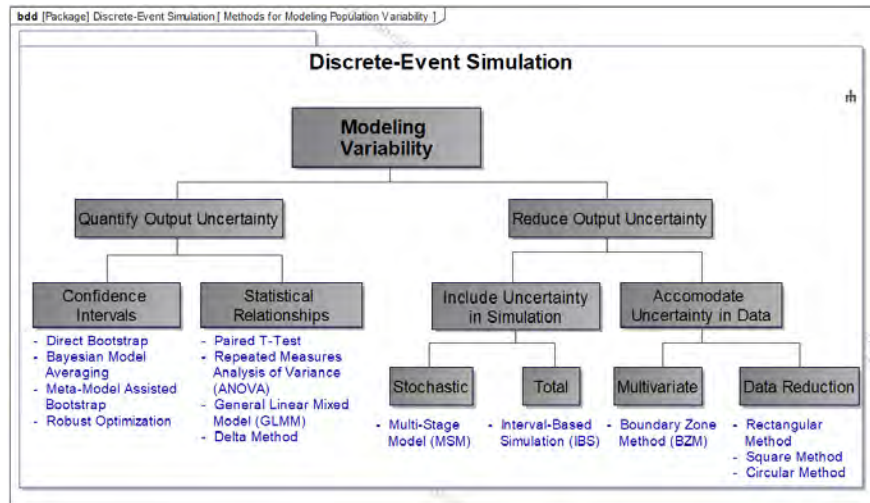 bdd [Package] Discrete-Event Simulation [ Methods for Modeling Population Variability ]
Discrete-Event Simulation
Modeling
Variability
Quantify Output Uncertainty
Reduce Output Uncertainty
Confidence
Intervals
Statistical
Relationships
Include Uncertainty
in Simulation
Accomodate
Uncertainty in Data
- Direct Bootstrap
- Bayesian Model
Averaging
- Meta-Model Assisted
Bootstrap
- Robust Optimization
- Paired T-Test
- Repeated Measures
Analysis of Variance
(ANOVA)
- General Linear Mixed
Model (GLMM)
- Delta Method
Stochastic
Total
Multivariate
Data Reduction
- Multi-Stage
Model (MSM)
- Interval-Based
Simulation (IBS)
- Boundary Zone
Method (BZM)
- Rectangular
Method
- Square Method
- Circular Method